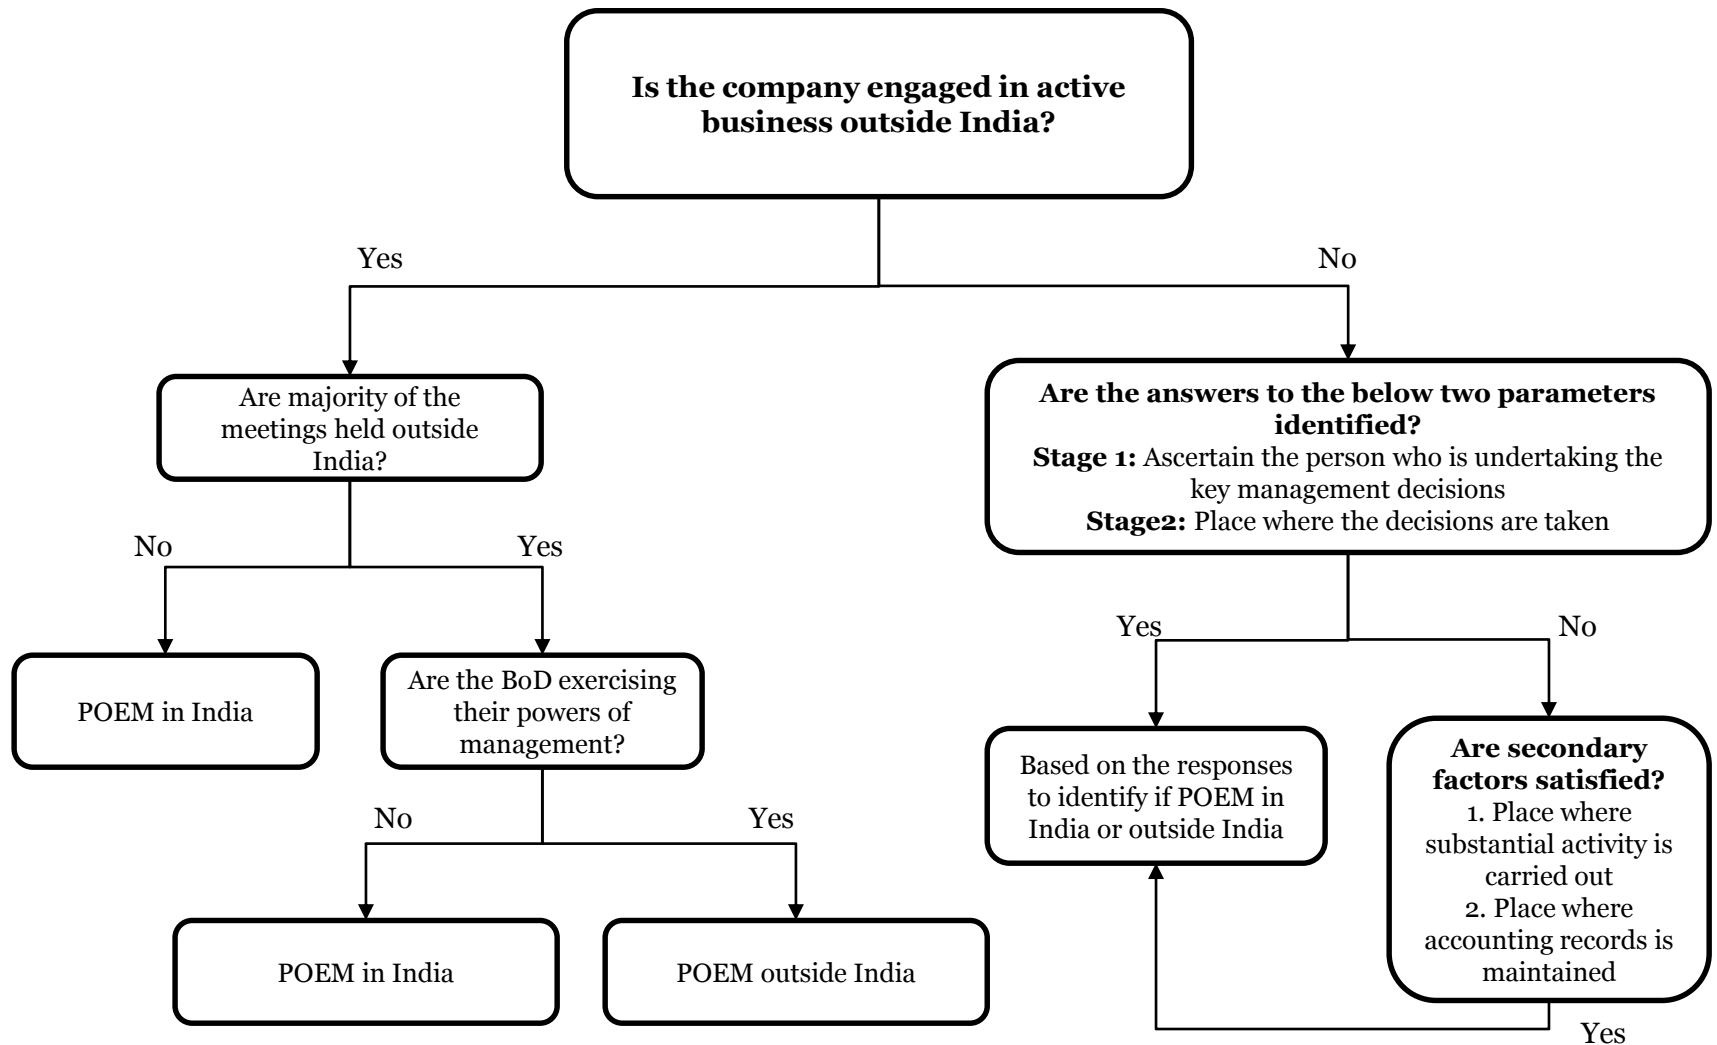 Is the company engaged in active
business outside India?
Yes
No
Are majority of the
meetings held outside
India?
Are the answers to the below two parameters
identified?
Stage 1: Ascertain the person who is undertaking the
key management decisions
Stage2: Place where the decisions are taken
No
Yes
Yes
No
POEM in India
Are the BoD exercising
their powers of
management?
Based on the responses
to identify if POEM in
India or outside India
Are secondary
factors satisfied?
1. Place where
substantial activity is
carried out
2. Place where
accounting records is
maintained
No
Yes
POEM in India
POEM outside India
Yes